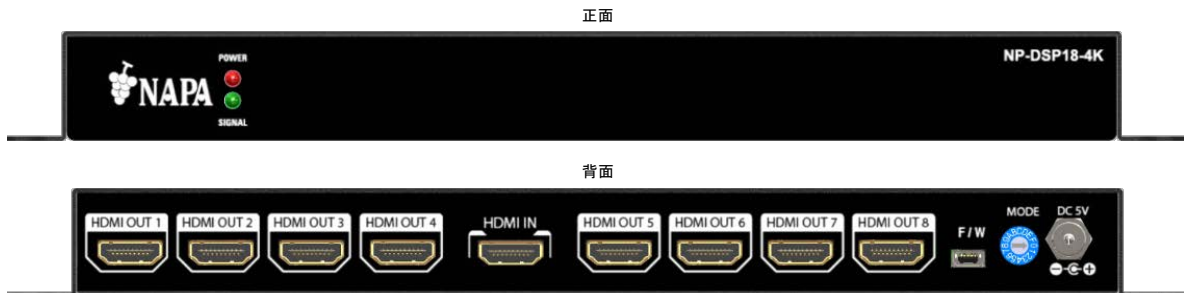 正面
POWER
NP-DSP18-4K
NAPA
SIGNAL
背面
HDMI OUT 1
HDMI OUT 2
HDMI OUT 3
HDMI OUT 4
HDMI IN
HDMI OUT 5
HDMI OUT 6
HDMI OUT 7
HDMI OUT 8
F / W
MODE
DC 5V